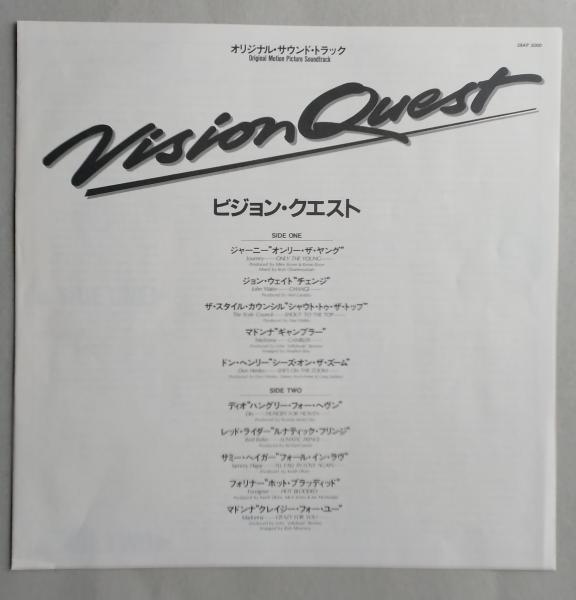 オリジナル・サウンド・トラック
Original Motion Picture Soundtrack
28AP 3000
Vision Quest
ビジョン・クエスト
SIDE ONE
ジャーニー"オンリー・ザ・ヤング"
Journey——ONLY THE YOUNG——
ジョン・ウェイト"チェンジ"
John Waite——CHANGE——
ザ・スタイル・カウンシル"シャウト・トゥ・ザ・トップ"
The Style Council——SHOUT TO THE TOP——
マドンナ"ギャンブラー"
Madonna——GAMBLER——
ドン・ヘンリー"シーズ・オン・ザ・ズーム"
Don Henley——SHE'S ON THE ZOOM——
SIDE TWO
ディオ"ハングリー・フォー・ヘヴン"
Dio——HUNGRY FOR HEAVEN——
レッド・ライダー"ルナティック・フリンジ"
Red Rider——LUNATIC FRINGE——
サミー・ヘイガー"フォール・イン・ラヴ"
Sammy Hagar——I'LL FALL IN LOVE AGAIN——
フォリナー"ホット・ブラッディッド"
Foreigner——HOT BLOODED——
マドンナ"クレイジー・フォー・ユー"
Madonna——CRAZY FOR YOU——